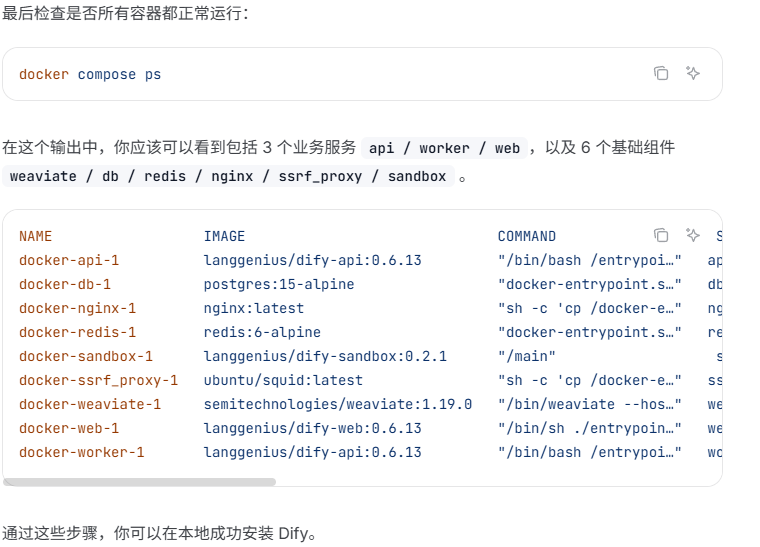 最后检查是否所有容器都正常运行：
docker compose ps
在这个输出中，你应该可以看到包括 3 个业务服务 api / worker / web ，以及 6 个基础组件
weaviate / db / redis / nginx / ssrf_proxy / sandbox 。
NAME IMAGE COMMAND S
docker-api-1 langgenius/dify-api:0.6.13 "/bin/bash /entrypoi…" ap
docker-db-1 postgres:15-alpine "docker-entrypoint.s…" db
docker-nginx-1 nginx:latest "sh -c 'cp /docker-e…" ng
docker-redis-1 redis:6-alpine "docker-entrypoint.s…" re
docker-sandbox-1 langgenius/dify-sandbox:0.2.1 "/main" s
docker-ssrf_proxy-1 ubuntu/squid:latest "sh -c 'cp /docker-e…" ss
docker-weaviate-1 semitechnologies/weaviate:1.19.0 "/bin/weaviate --hos…" we
docker-web-1 langgenius/dify-web:0.6.13 "/bin/sh ./entrypoin…" we
docker-worker-1 langgenius/dify-api:0.6.13 "/bin/bash /entrypoi…" wo
通过这些步骤，你可以在本地成功安装 Dify。